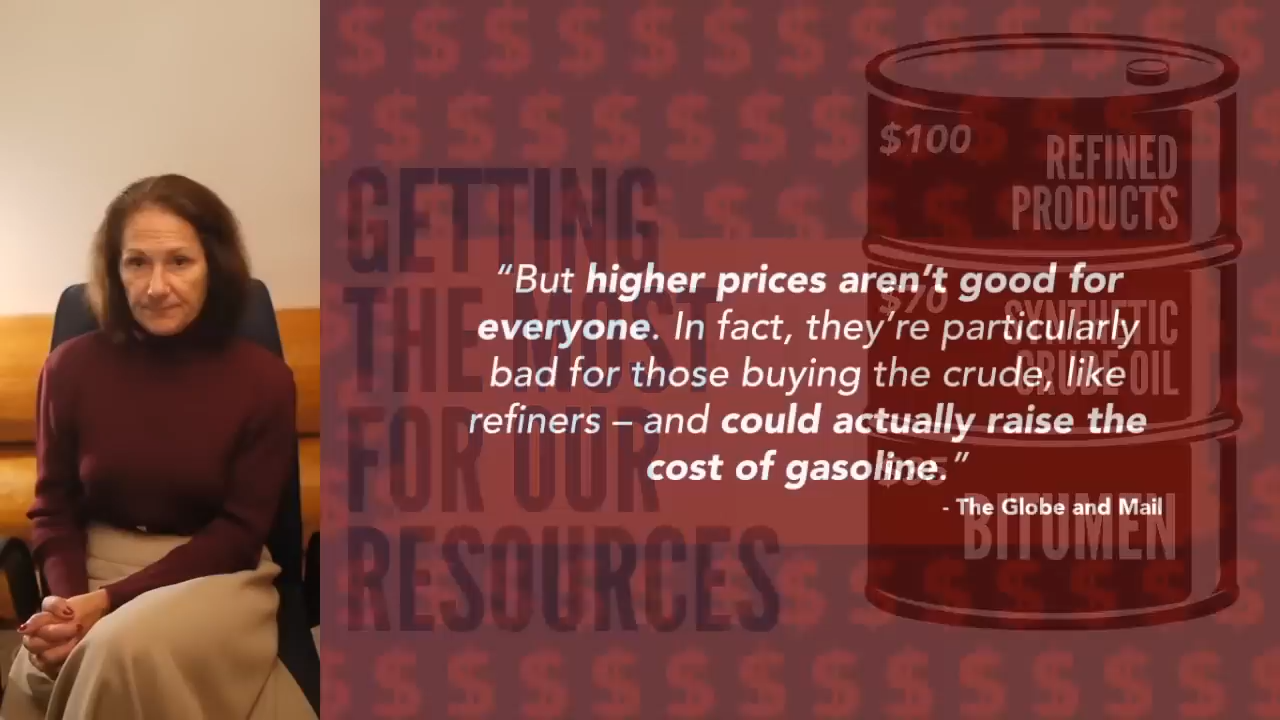 GETTING
THE MOST
FOR OUR
RESOURCES
$100
REFINED
PRODUCTS
$70
SYNTHETIC
CRUDE OIL
BITUMEN
“But higher prices aren’t good for
everyone. In fact, they’re particularly
bad for those buying the crude, like
refiners – and could actually raise the
cost of gasoline.”
- The Globe and Mail